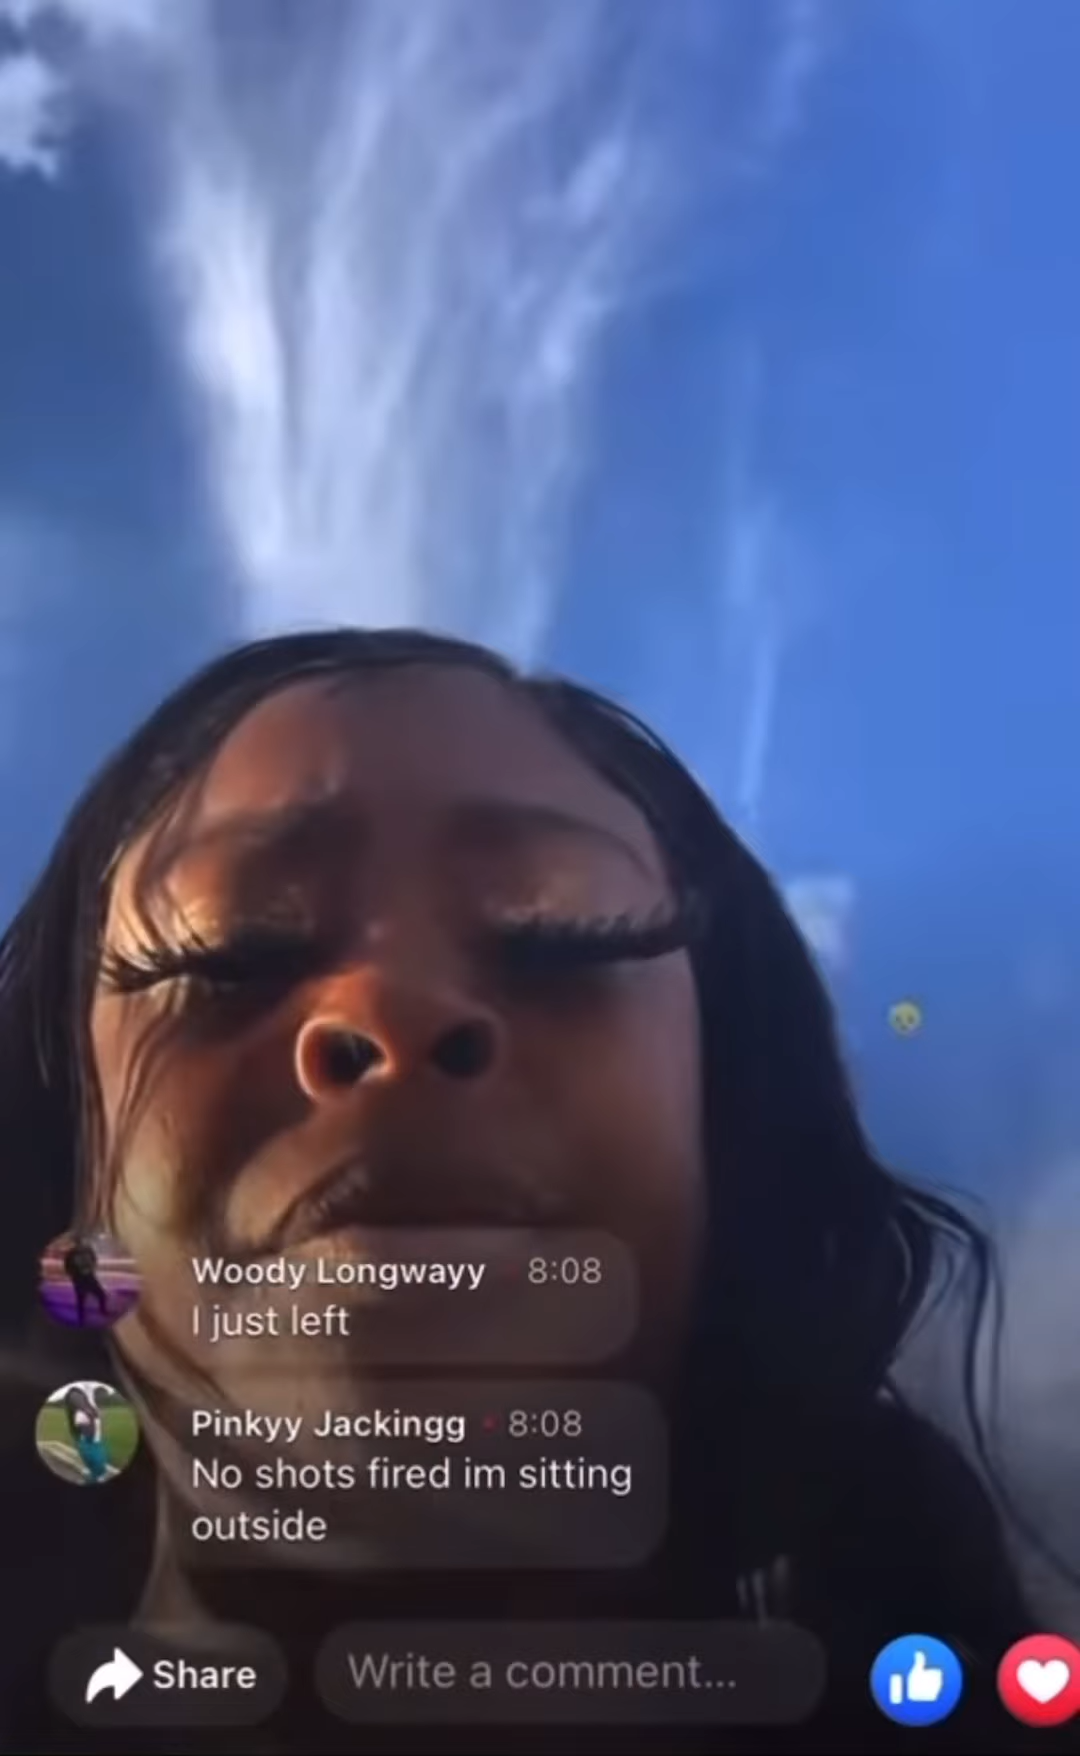 Woody Longwayy 8:08
I just left
Pinkyy Jackingg 8:08
No shots fired im sitting
outside
Share
Write a comment...